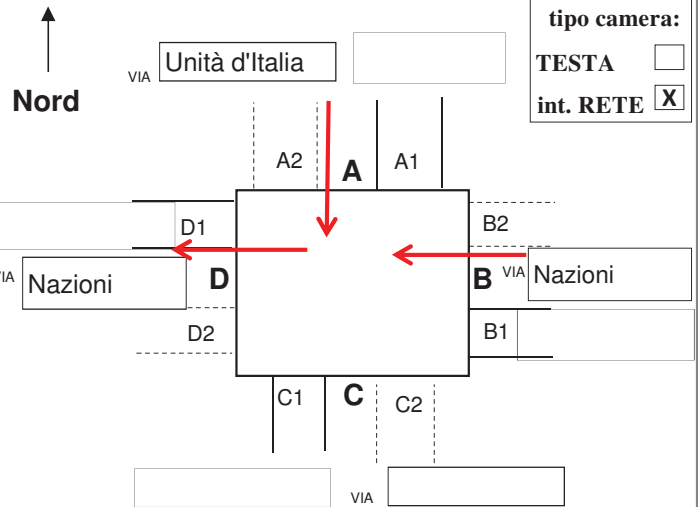 tipo camera:
TESTA
int. RETE X
Nord
VIA Unità d'Italia
A2 A A1
D1 B2
VIA Nazioni D B VIA Nazioni
D2 B1
C1 C C2
VIA